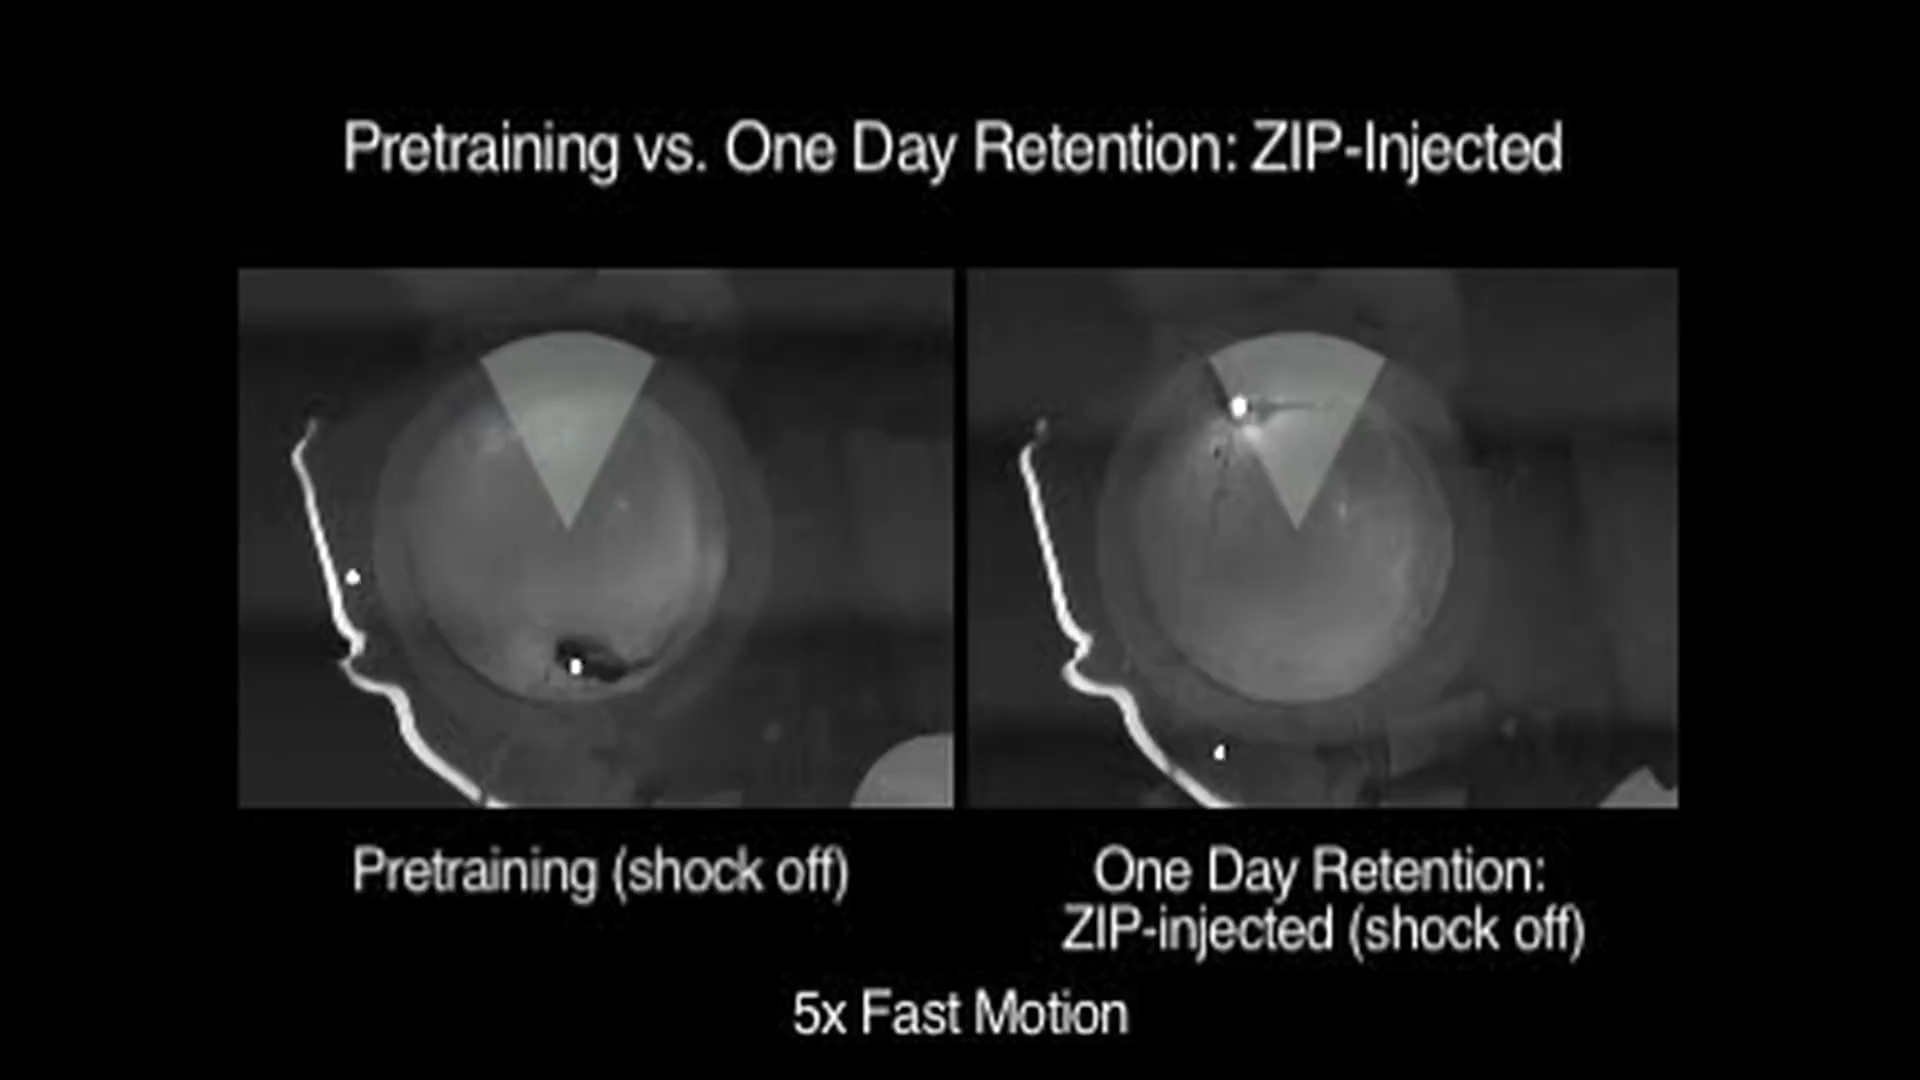 Pretraining vs. One Day Retention: ZIP-Injected
Pretraining (shock off)
One Day Retention:
ZIP-injected (shock off)
5x Fast Motion